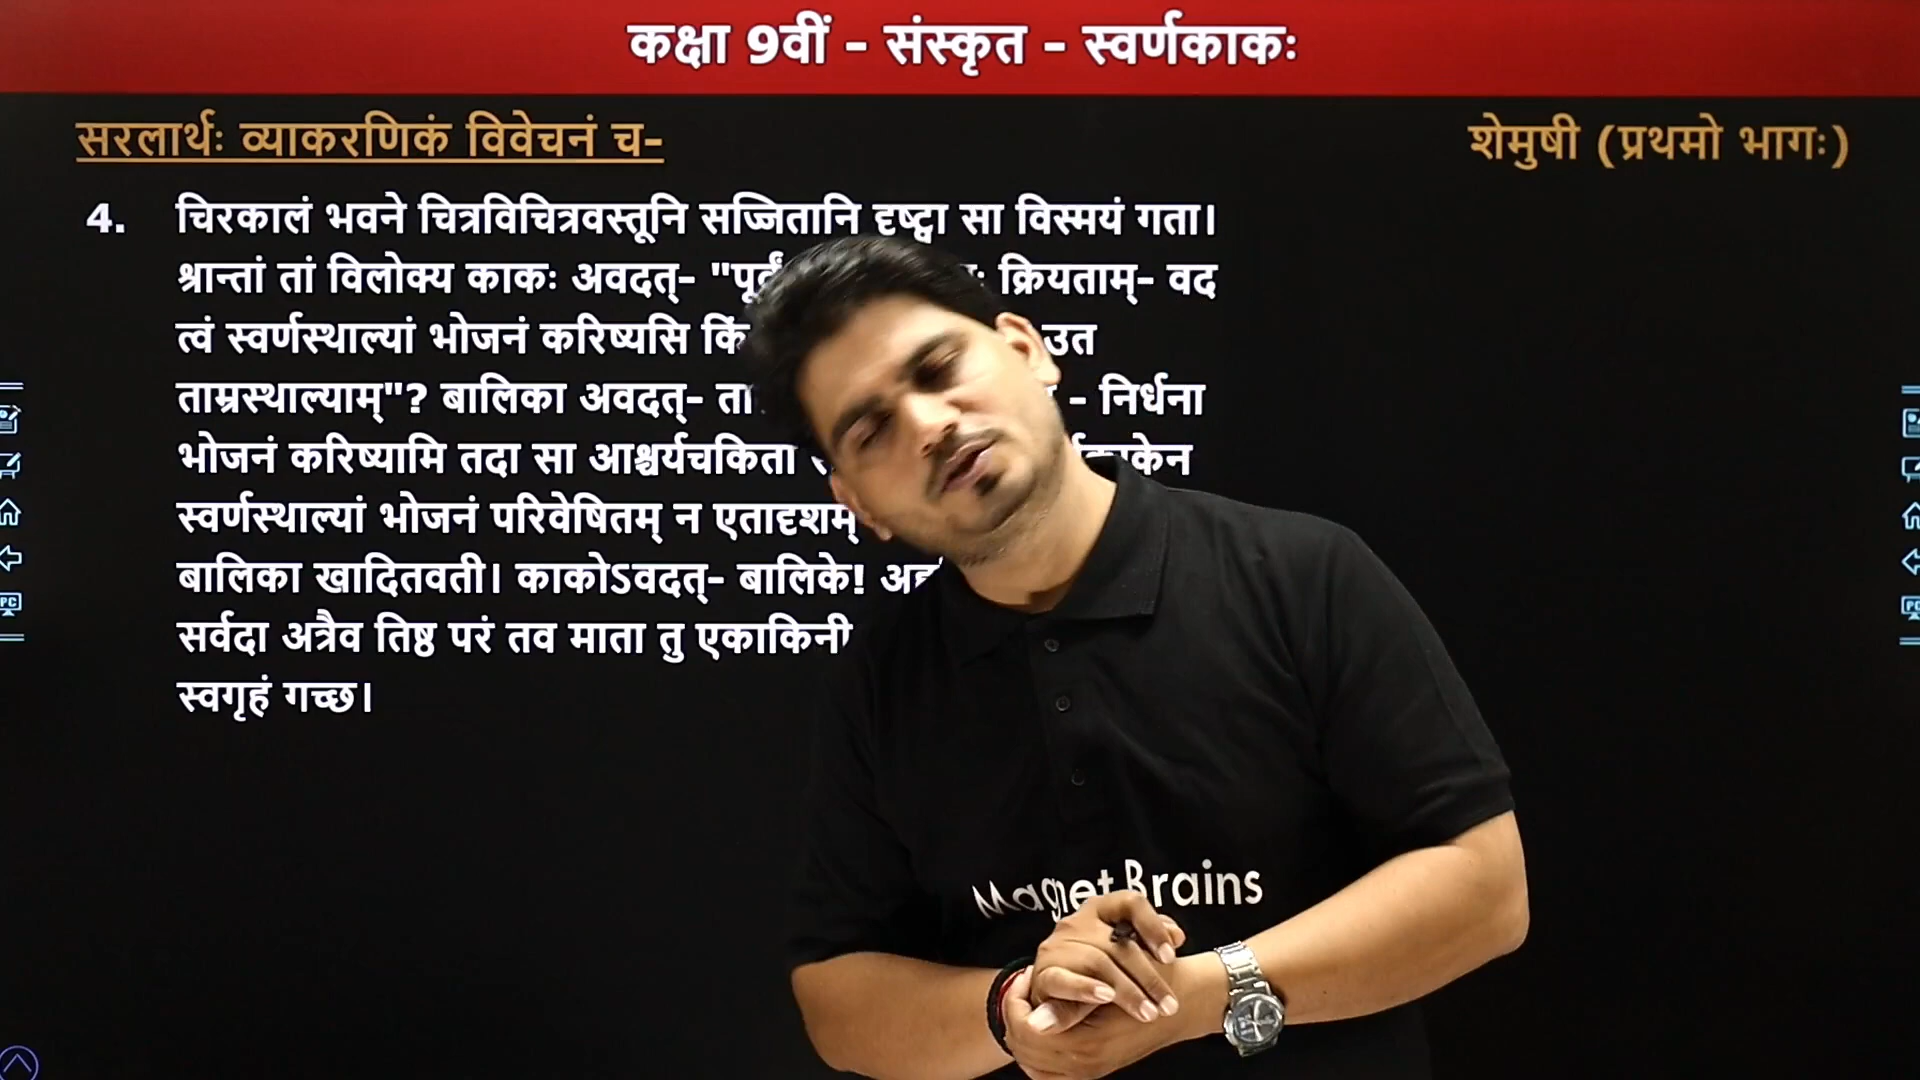 कक्षा 9वीं - संस्कृत - स्वर्णकाकः
सरलार्थः व्याकरणिकं विवेचनं च-
शेमुषी (प्रथमो भागः)
4. चिरकालं भवने चित्रविचित्रवस्तूनि सज्जितानि दृष्ट्वा सा विस्मयं गता।
श्रान्तां तां विलोक्य काकः अवदत्- " क्रियताम्- वद
त्वं स्वर्णस्थाल्यां भोजनं करिष्यसि किं उत
ताम्रस्थाल्याम्"? बालिका अवदत्- - निर्धना
भोजनं करिष्यामि तदा सा आश्चर्यचकिता
स्वर्णस्थाल्यां भोजनं परिवेषितम् न एतादृशम्
बालिका खादितवती। काकोऽवदत्- बालिके!
सर्वदा अत्रैव तिष्ठ परं तव माता तु एकाकिनी
स्वगृहं गच्छ।
Magnet Brains
PC
PC